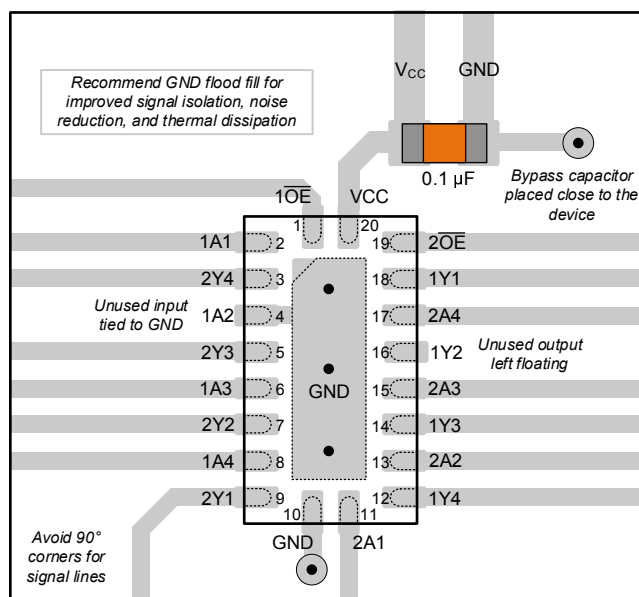 V_CC GND
Recommend GND flood fill for
improved signal isolation, noise
reduction, and thermal dissipation
0.1 µF
Bypass capacitor
placed close to the
device
1O̅E̅ VCC
1 20
1A1 2 19 2O̅E̅
2Y4 3 18 1Y1
Unused input
tied to GND
1A2 4 17 2A4
2Y3 5 16 1Y2
Unused output
left floating
1A3 6 GND 15 2A3
2Y2 7 14 1Y3
1A4 8 13 2A2
2Y1 9 12 1Y4
10 11
GND 2A1
Avoid 90°
corners for
signal lines